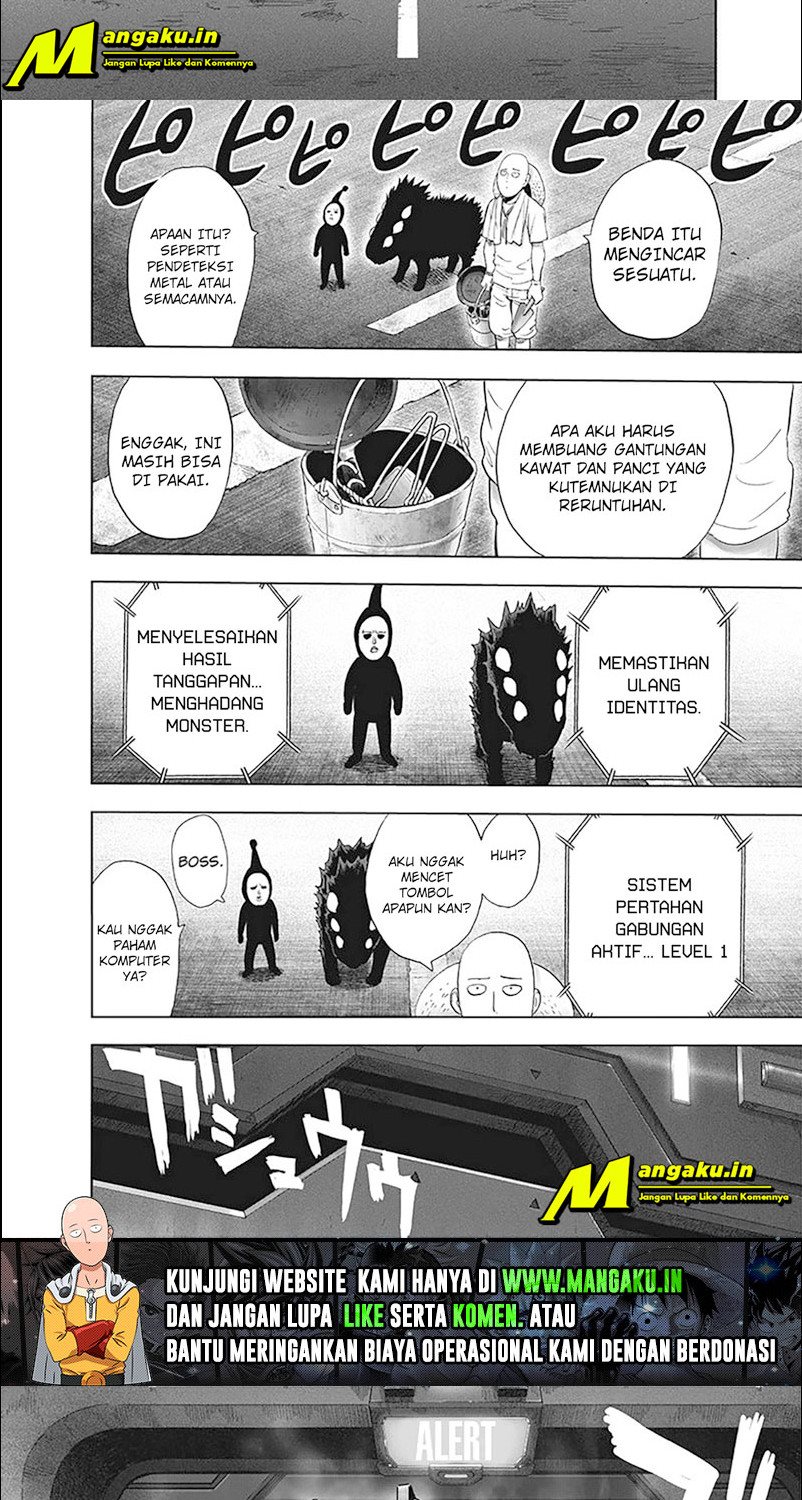 Mangaku.in
Jangan Lupa Like dan Komennya
ピピピピピピピ
BENDA ITU
MENGINCAR
SESUATU.
APAAN ITU?
SEPERTI
PENDETEKSI
METAL ATAU
SEMACAMNYA.
APA AKU HARUS
MEMBUANG GANTUNGAN
KAWAT DAN PANCI YANG
KUTEMNUKAN DI
RERUNTUHAN.
ENGGAK, INI
MASIH BISA
DI PAKAI.
MEMASTIHAN
ULANG
IDENTITAS.
MENYELESAIHAN
HASIL
TANGGAPAN...
MENGHADANG
MONSTER.
SISTEM
PERTAHAN
GABUNGAN
AHTIF... LEVEL 1
HUH?
AKU NGGAK
MENCET
TOMBOL
APAPUN KAN?
BOSS.
KAU NGGAK
PAHAM
KOMPUTER
YA?
ガシュウウ
Mangaku.in
Jangan Lupa Like dan Komennya
KUNJUNGI WEBSITE KAMI HANYA DI WWW.MANGAKU.IN
DAN JANGAN LUPA LIKE SERTA KOMEN. ATAU
BANTU MERINGANKAN BIAYA OPERASIONAL KAMI DENGAN BERDONASI
ALERT